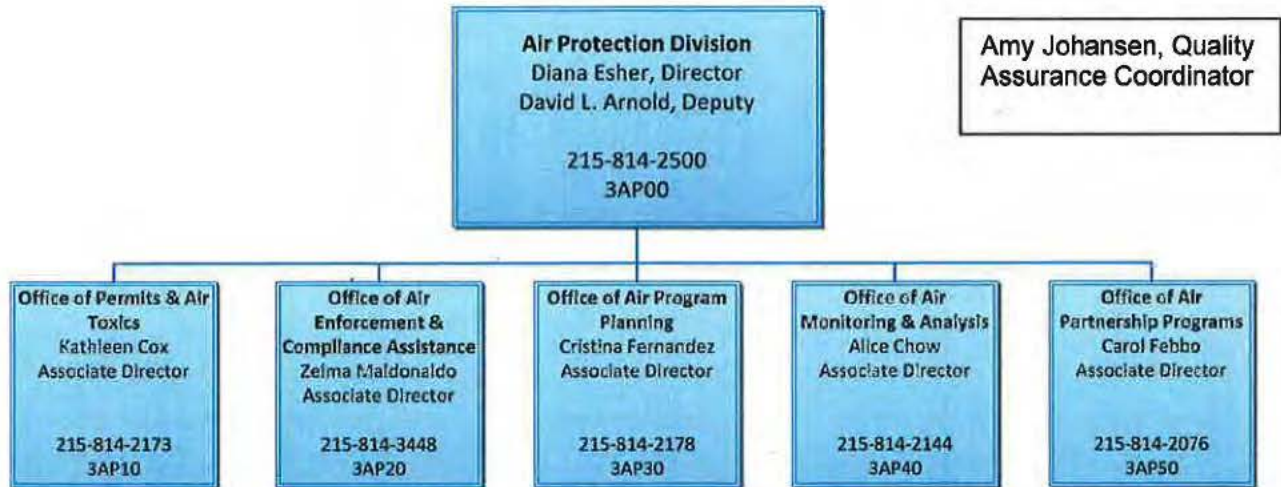 Air Protection Division
Diana Esher, Director
David L. Arnold, Deputy
215-814-2500
3AP00
Amy Johansen, Quality
Assurance Coordinator
Office of Permits & Air
Toxics
Kathleen Cox
Associate Director
215-814-2173
3AP10
Office of Air
Enforcement &
Compliance Assistance
Zelma Maldonaldo
Associate Director
215-814-3448
3AP20
Office of Air Program
Planning
Cristina Fernandez
Associate Director
215-814-2178
3AP30
Office of Air
Monitoring & Analysis
Alice Chow
Associate Director
215-814-2144
3AP40
Office of Air
Partnership Programs
Carol Febbo
Associate Director
215-814-2076
3AP50